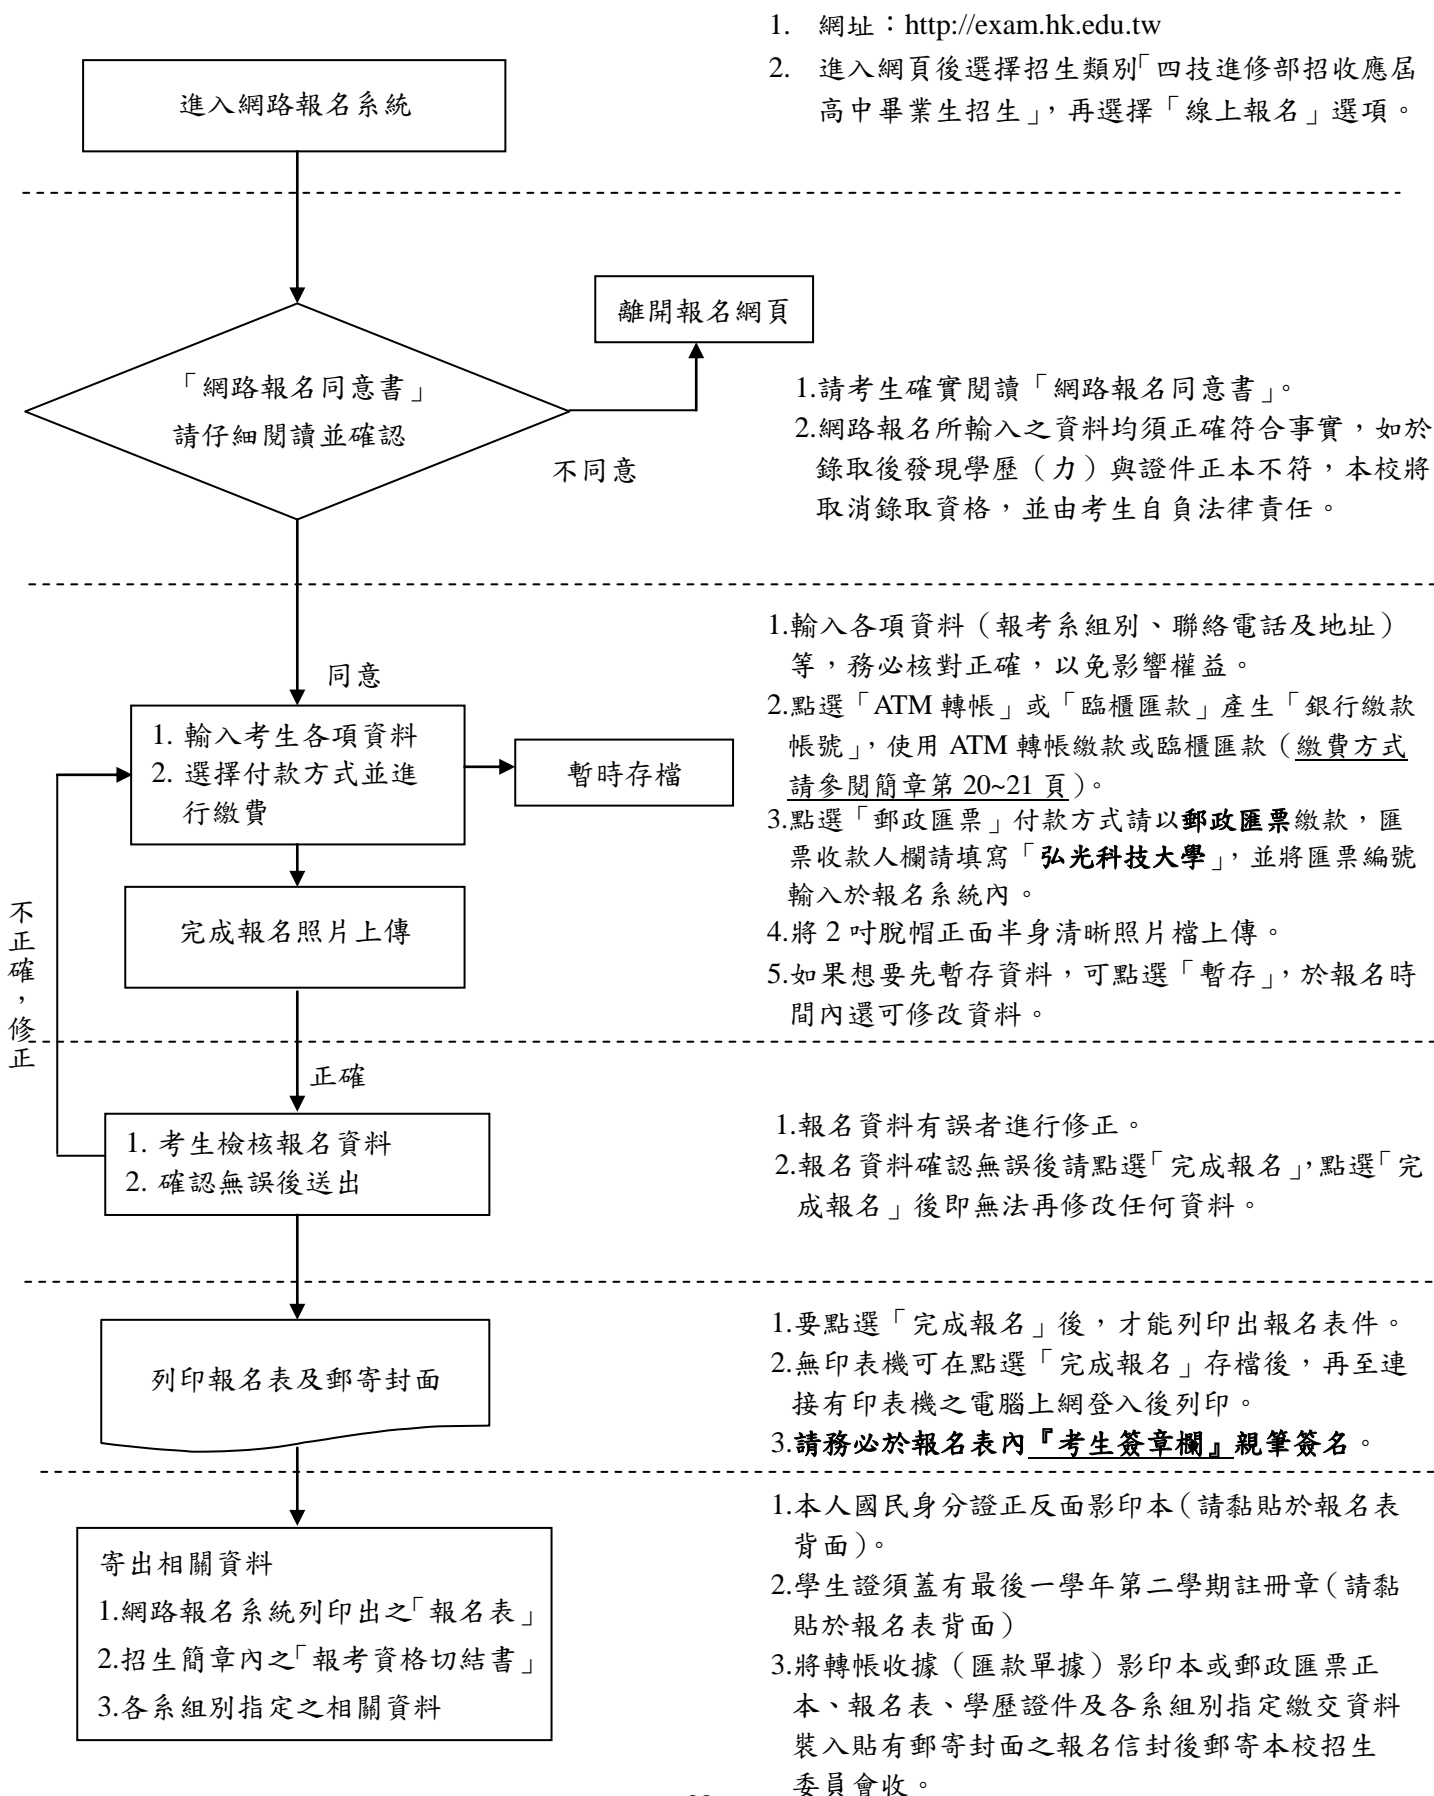 1. 網址：http://exam.hk.edu.tw
2. 進入網頁後選擇招生類別「四技進修部招收應屆
高中畢業生招生」，再選擇「線上報名」選項。
進入網路報名系統
離開報名網頁
「網路報名同意書」
請仔細閱讀並確認
不同意
1.請考生確實閱讀「網路報名同意書」。
2.網路報名所輸入之資料均須正確符合事實，如於
錄取後發現學歷（力）與證件正本不符，本校將
取消錄取資格，並由考生自負法律責任。
同意
1. 輸入考生各項資料
2. 選擇付款方式並進
行繳費
暫時存檔
完成報名照片上傳
不正確，修正
1.輸入各項資料（報考系組別、聯絡電話及地址）
等，務必核對正確，以免影響權益。
2.點選「ATM 轉帳」或「臨櫃匯款」產生「銀行繳款
帳號」，使用 ATM 轉帳繳款或臨櫃匯款（繳費方式
請參閱簡章第 20~21 頁）。
3.點選「郵政匯票」付款方式請以郵政匯票繳款，匯
票收款人欄請填寫「弘光科技大學」，並將匯票編號
輸入於報名系統內。
4.將 2 吋脫帽正面半身清晰照片檔上傳。
5.如果想要先暫存資料，可點選「暫存」，於報名時
間內還可修改資料。
正確
1. 考生檢核報名資料
2. 確認無誤後送出
1.報名資料有誤者進行修正。
2.報名資料確認無誤後請點選「完成報名」，點選「完
成報名」後即無法再修改任何資料。
列印報名表及郵寄封面
1.要點選「完成報名」後，才能列印出報名表件。
2.無印表機可在點選「完成報名」存檔後，再至連
接有印表機之電腦上網登入後列印。
3.請務必於報名表內『考生簽章欄』親筆簽名。
寄出相關資料
1.網路報名系統列印出之「報名表」
2.招生簡章內之「報考資格切結書」
3.各系組別指定之相關資料
1.本人國民身分證正反面影印本（請黏貼於報名表
背面）。
2.學生證須蓋有最後一學年第二學期註冊章（請黏
貼於報名表背面）
3.將轉帳收據（匯款單據）影印本或郵政匯票正
本、報名表、學歷證件及各系組別指定繳交資料
裝入貼有郵寄封面之報名信封後郵寄本校招生
委員會收。